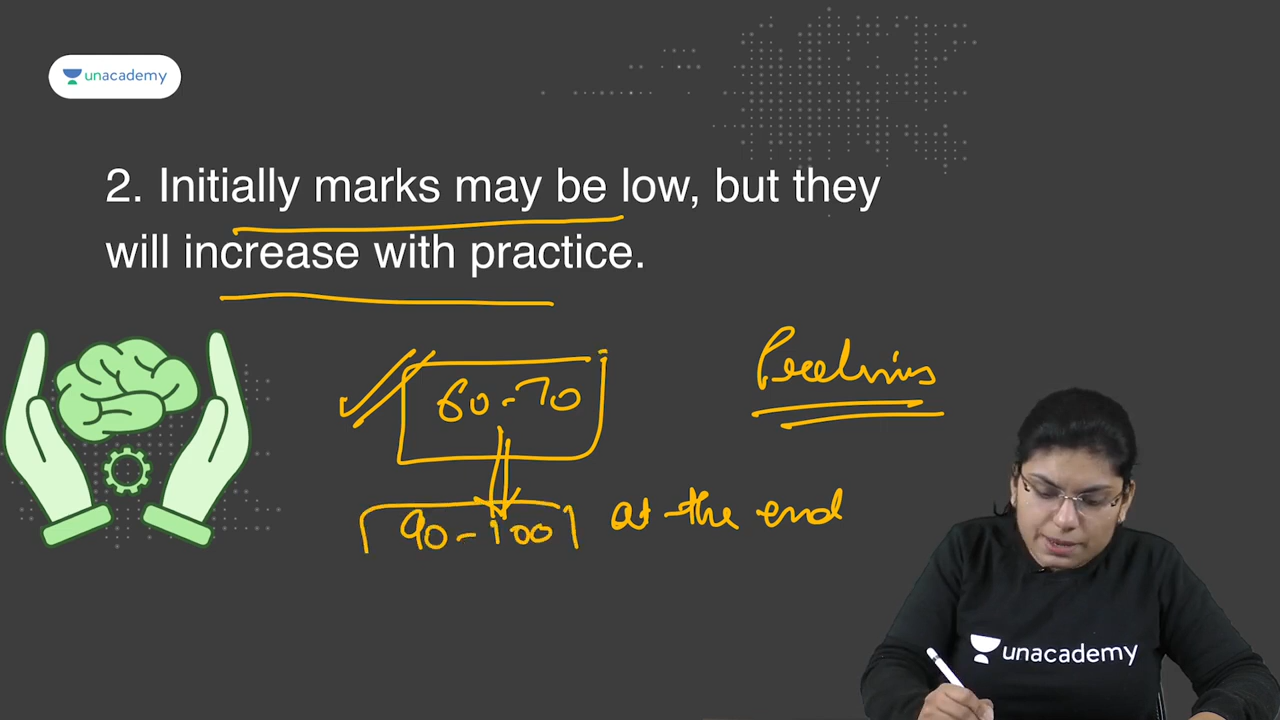 unacademy
2. Initially marks may be low, but they
will increase with practice.
60-70
Prelims
90-100 at the end
unacademy